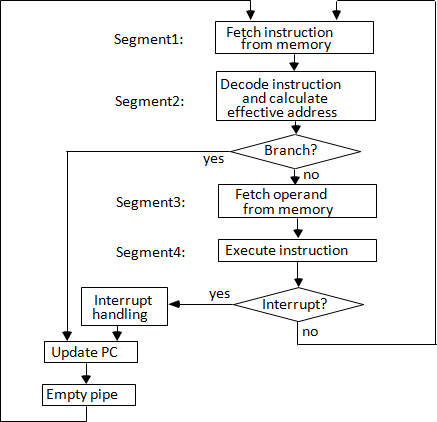 Segment1:
Fetch instruction
from memory
Segment2:
Decode instruction
and calculate
effective address
Branch?
yes
no
Segment3:
Fetch operand
from memory
Segment4:
Execute instruction
Interrupt?
yes
no
Interrupt
handling
Update PC
Empty pipe